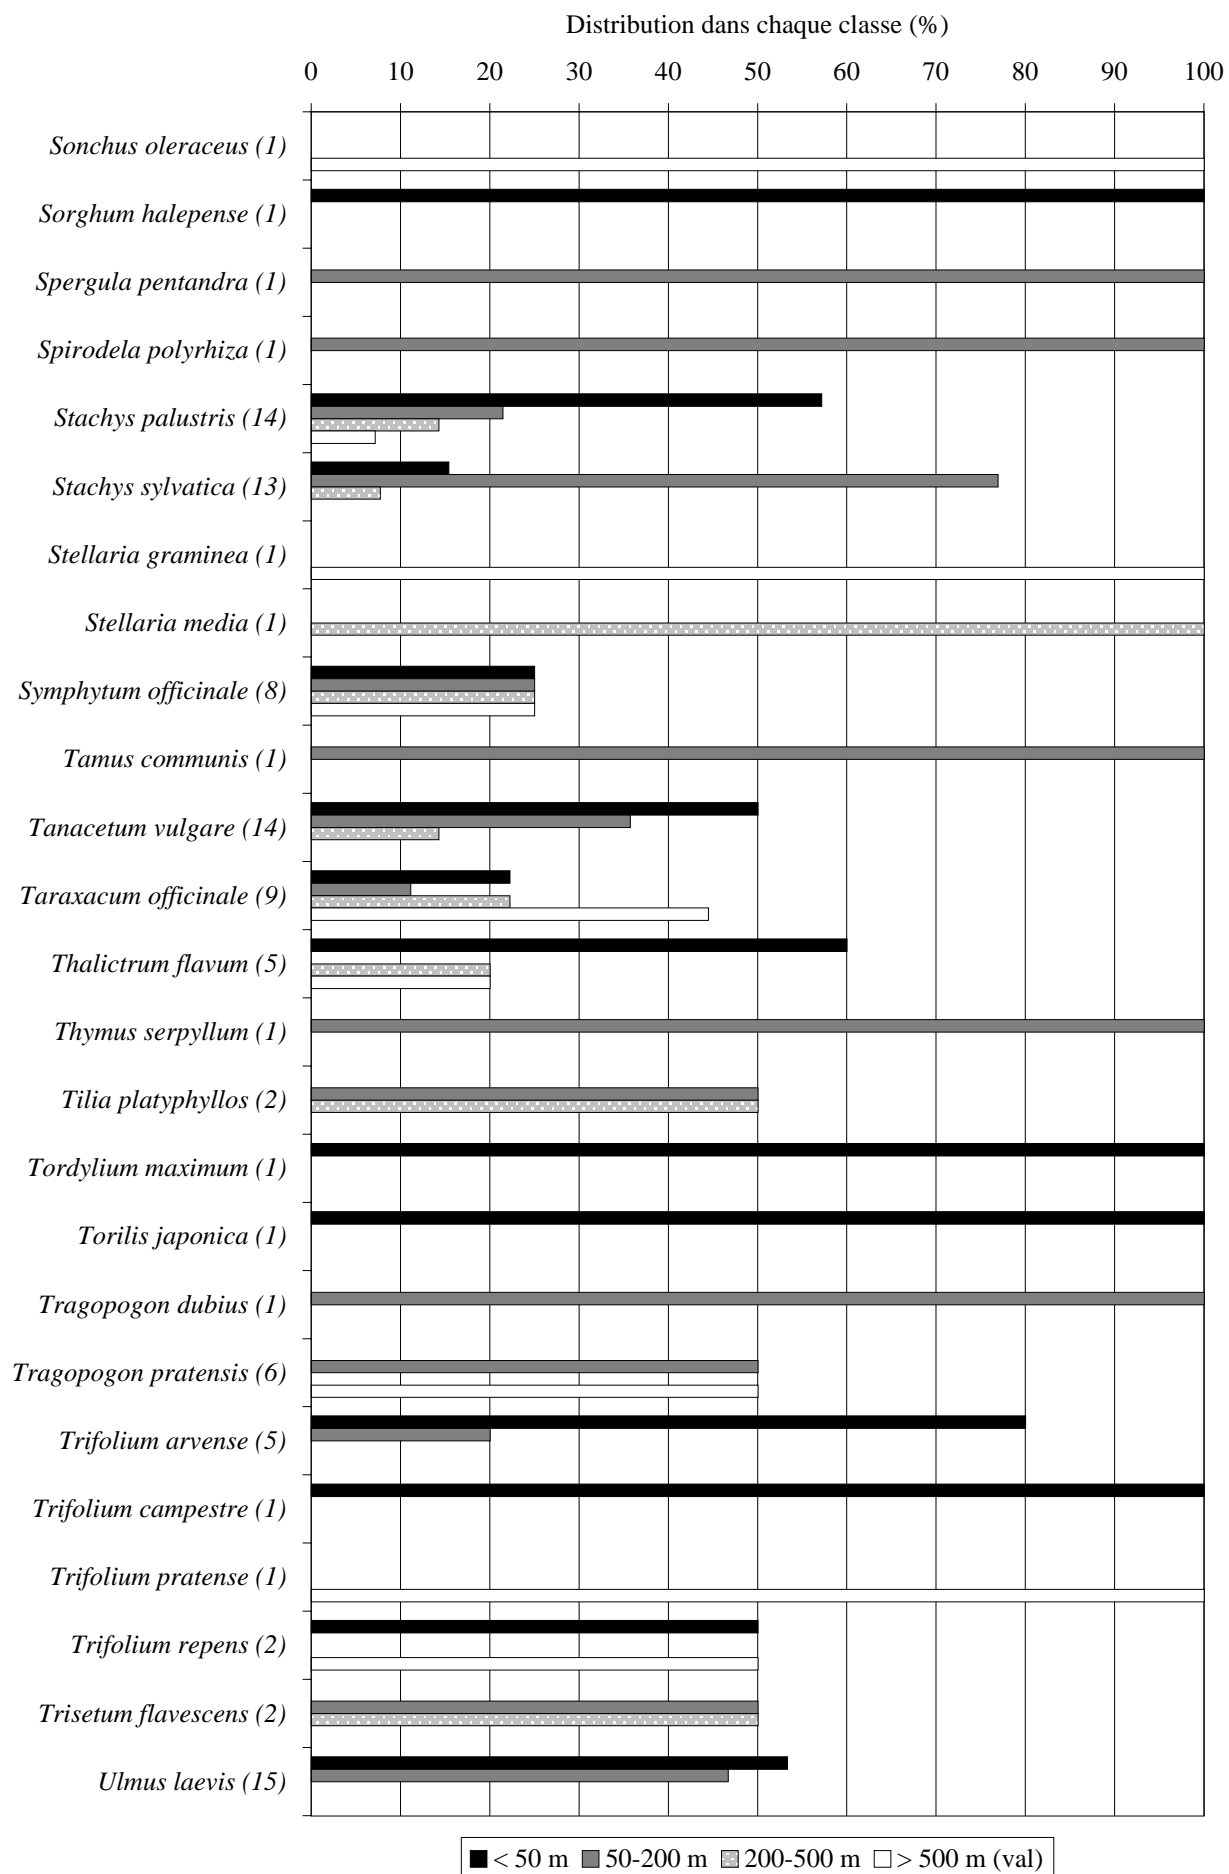 Distribution dans chaque classe (%)
0 10 20 30 40 50 60 70 80 90 100
Sonchus oleraceus (1)
Sorghum halepense (1)
Spergula pentandra (1)
Spirodela polyrhiza (1)
Stachys palustris (14)
Stachys sylvatica (13)
Stellaria graminea (1)
Stellaria media (1)
Symphytum officinale (8)
Tamus communis (1)
Tanacetum vulgare (14)
Taraxacum officinale (9)
Thalictrum flavum (5)
Thymus serpyllum (1)
Tilia platyphyllos (2)
Tordylium maximum (1)
Torilis japonica (1)
Tragopogon dubius (1)
Tragopogon pratensis (6)
Trifolium arvense (5)
Trifolium campestre (1)
Trifolium pratense (1)
Trifolium repens (2)
Trisetum flavescens (2)
Ulmus laevis (15)
< 50 m 50-200 m 200-500 m > 500 m (val)